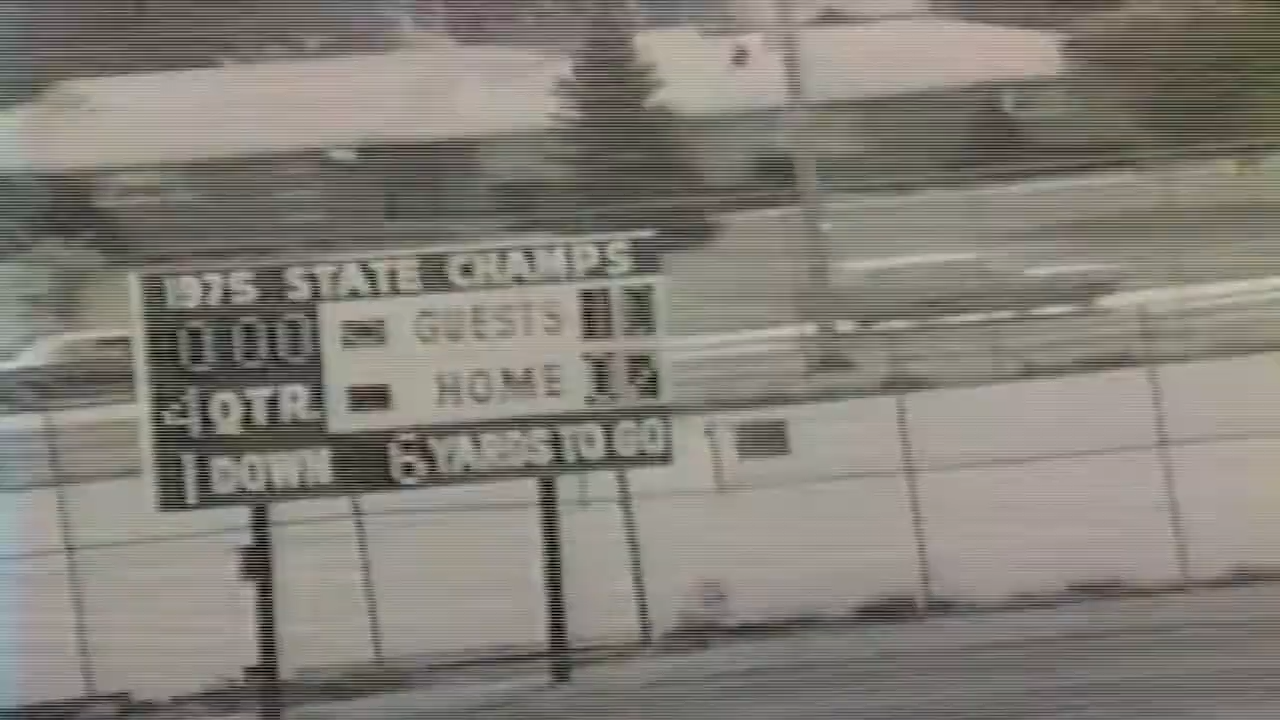 1975 STATE CHAMPS
GUESTS
HOME
4 QTR.
1 DOWN 6 YARDS TO GO